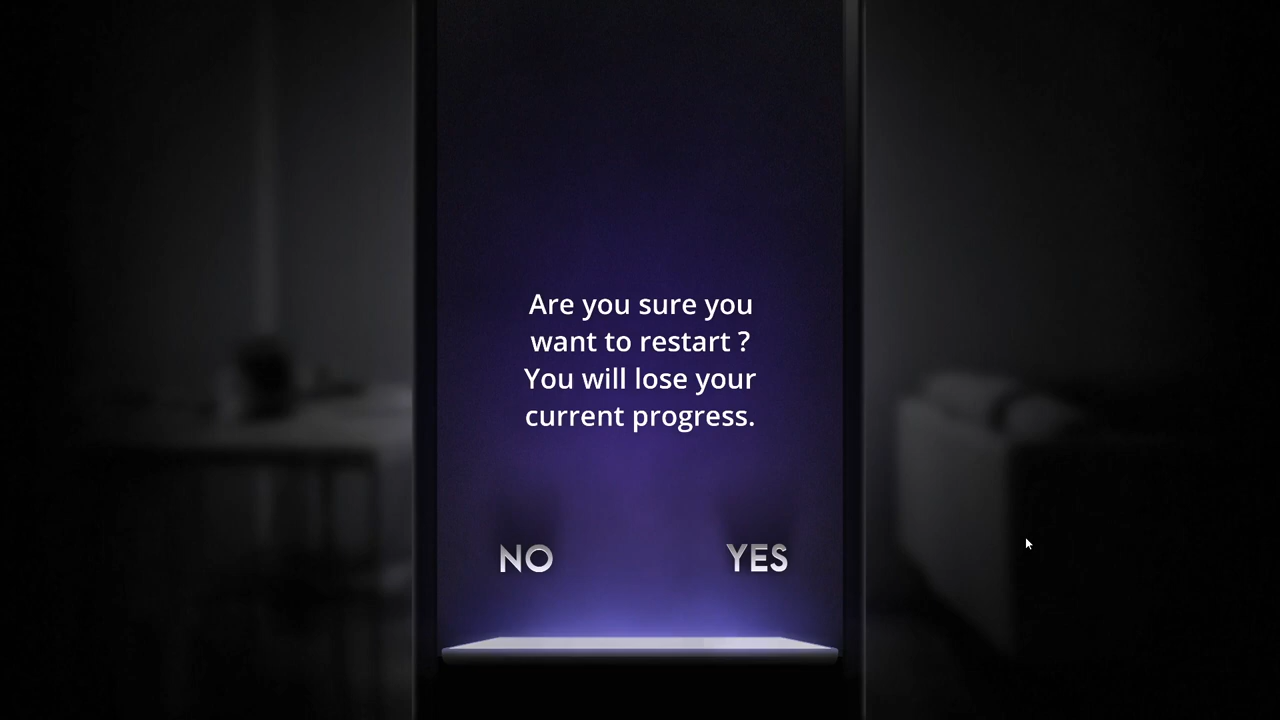 Are you sure you
want to restart ?
You will lose your
current progress.
NO YES